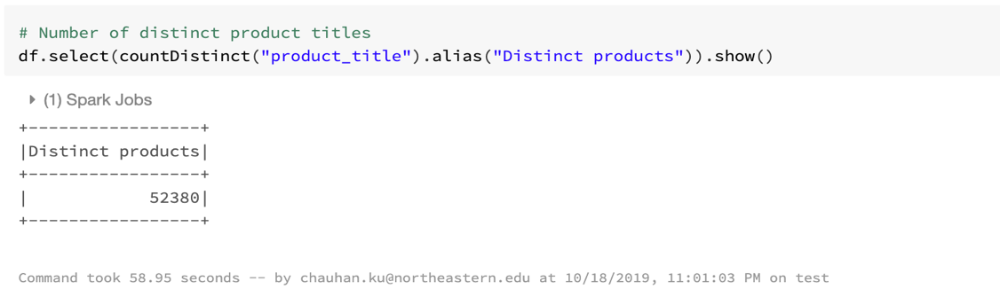 # Number of distinct product titles
df.select(countDistinct("product_title").alias("Distinct products")).show()
(1) Spark Jobs
+-----------------+
|Distinct products|
+-----------------+
|            52380|
+-----------------+
Command took 58.95 seconds -- by chauhan.ku@northeastern.edu at 10/18/2019, 11:01:03 PM on test